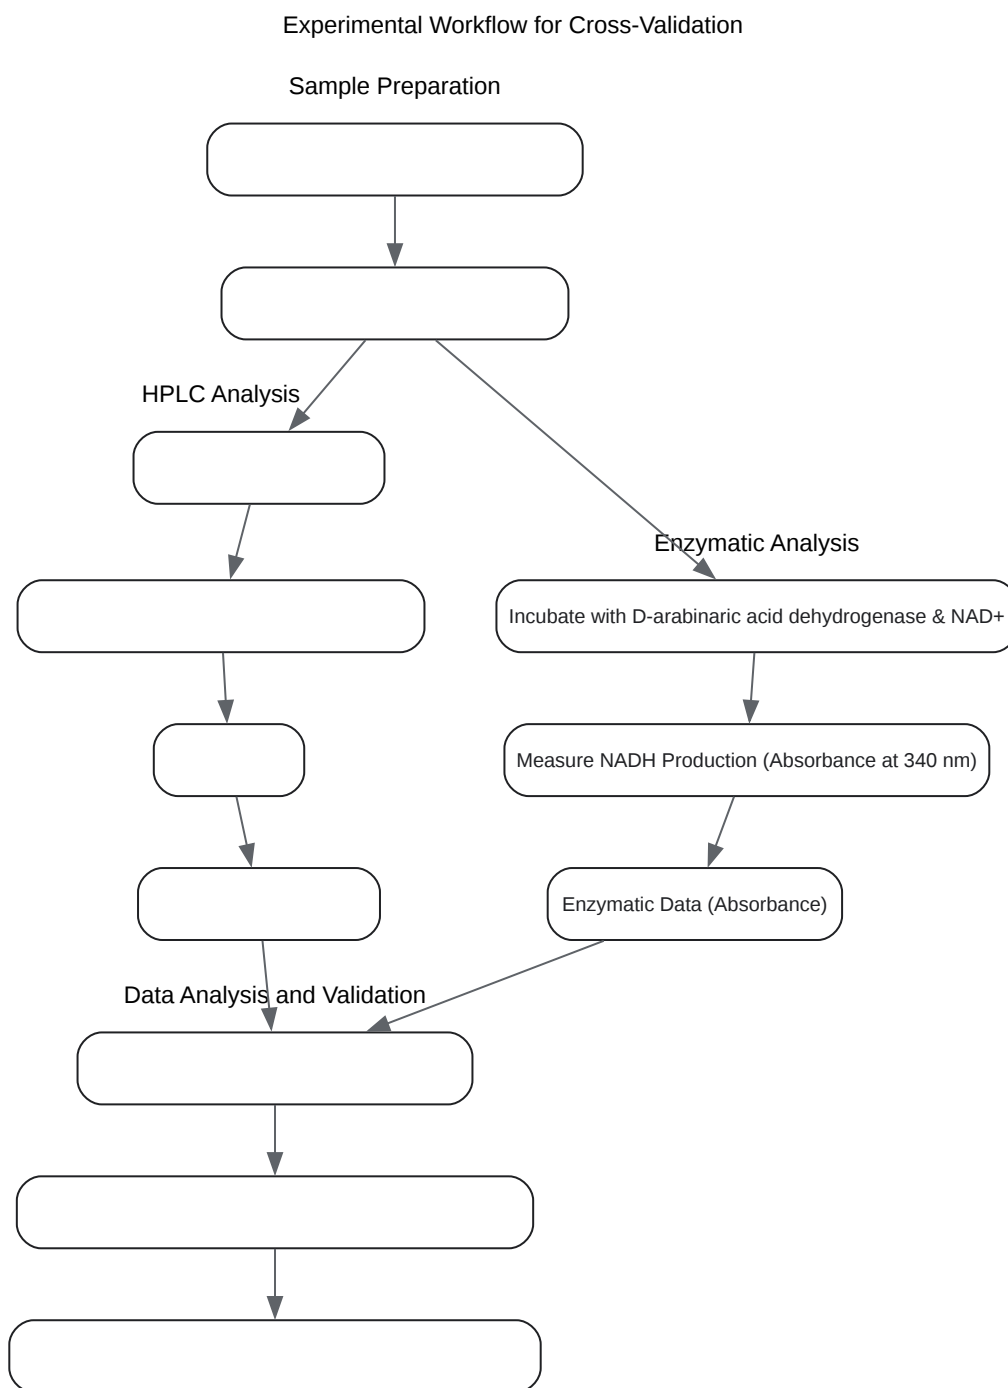 Experimental Workflow for Cross-Validation
Sample Preparation
HPLC Analysis
Enzymatic Analysis
Incubate with D-arabinaric acid dehydrogenase & NAD+
Measure NADH Production (Absorbance at 340 nm)
Enzymatic Data (Absorbance)
Data Analysis and Validation